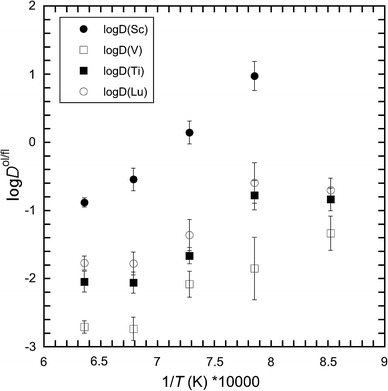 2
logD(Sc)
logD(V)
logD(Ti)
logD(Lu)
1
0
-1
-2
-3
logD^ol/fl
6 6.5 7 7.5 8 8.5 9
1/T (K) *10000